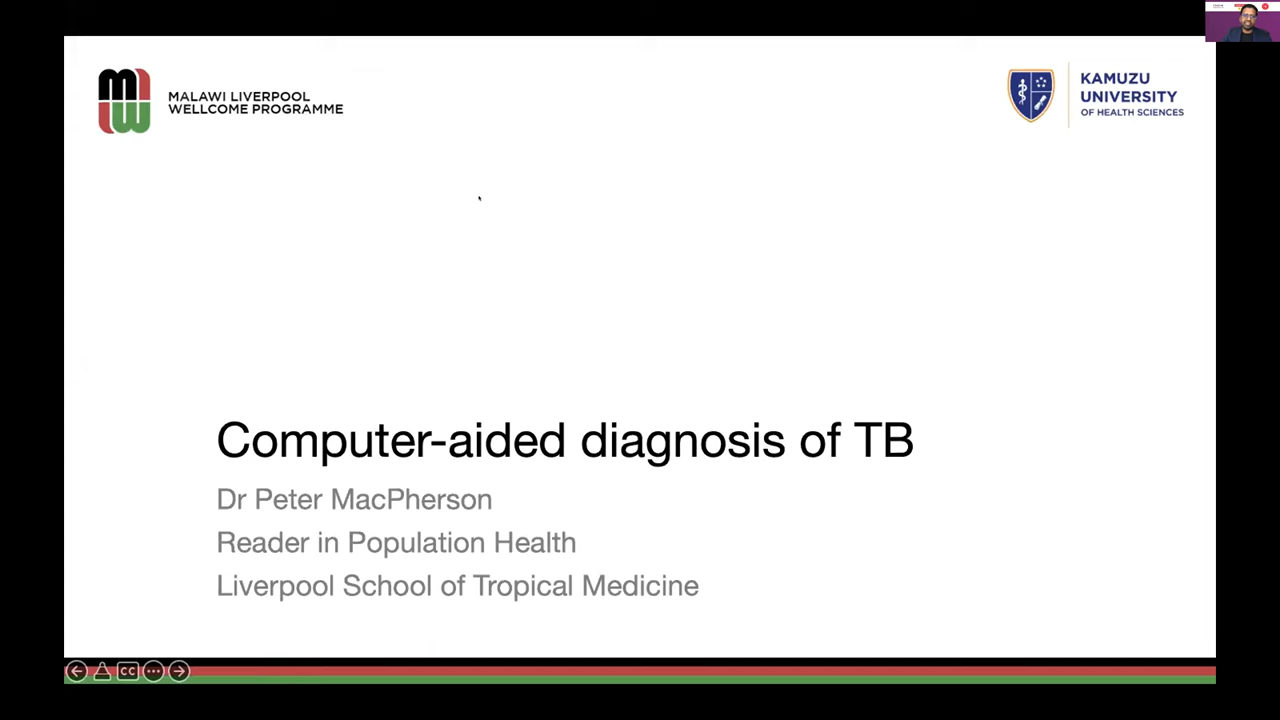 MALAWI LIVERPOOL
WELLCOME PROGRAMME
KAMUZU
UNIVERSITY
OF HEALTH SCIENCES
Computer-aided diagnosis of TB
Dr Peter MacPherson
Reader in Population Health
Liverpool School of Tropical Medicine
CC